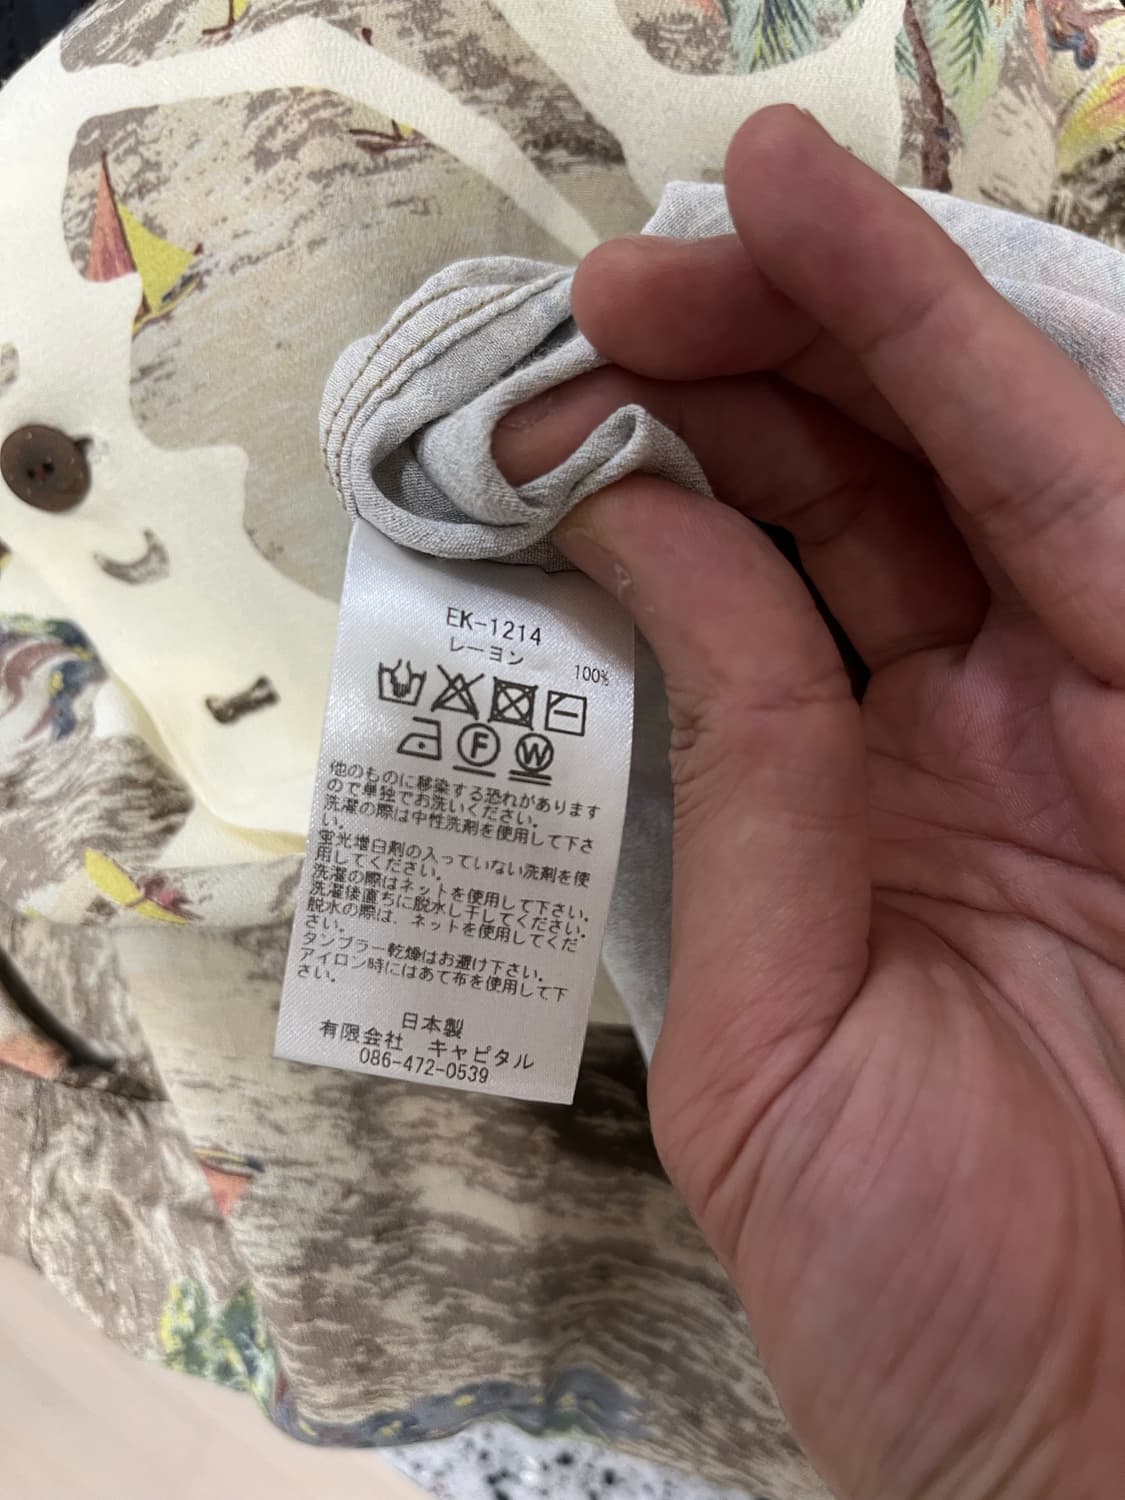 EK-1214
レーヨン 100%
F W
他のものに移染する恐れがあります
ので単独でお洗いください。
洗濯の際は中性洗剤を使用して下さ
い。
蛍光増白剤の入っていない洗剤を使
用してください。
洗濯の際はネットを使用して下さい。
洗濯後直ちに脱水し干してください。
脱水の際は、ネットを使用してくだ
さい。
タンブラー乾燥はお避け下さい。
アイロン時にはあて布を使用して下
さい。
日本製
有限会社 キャピタル
086-472-0539